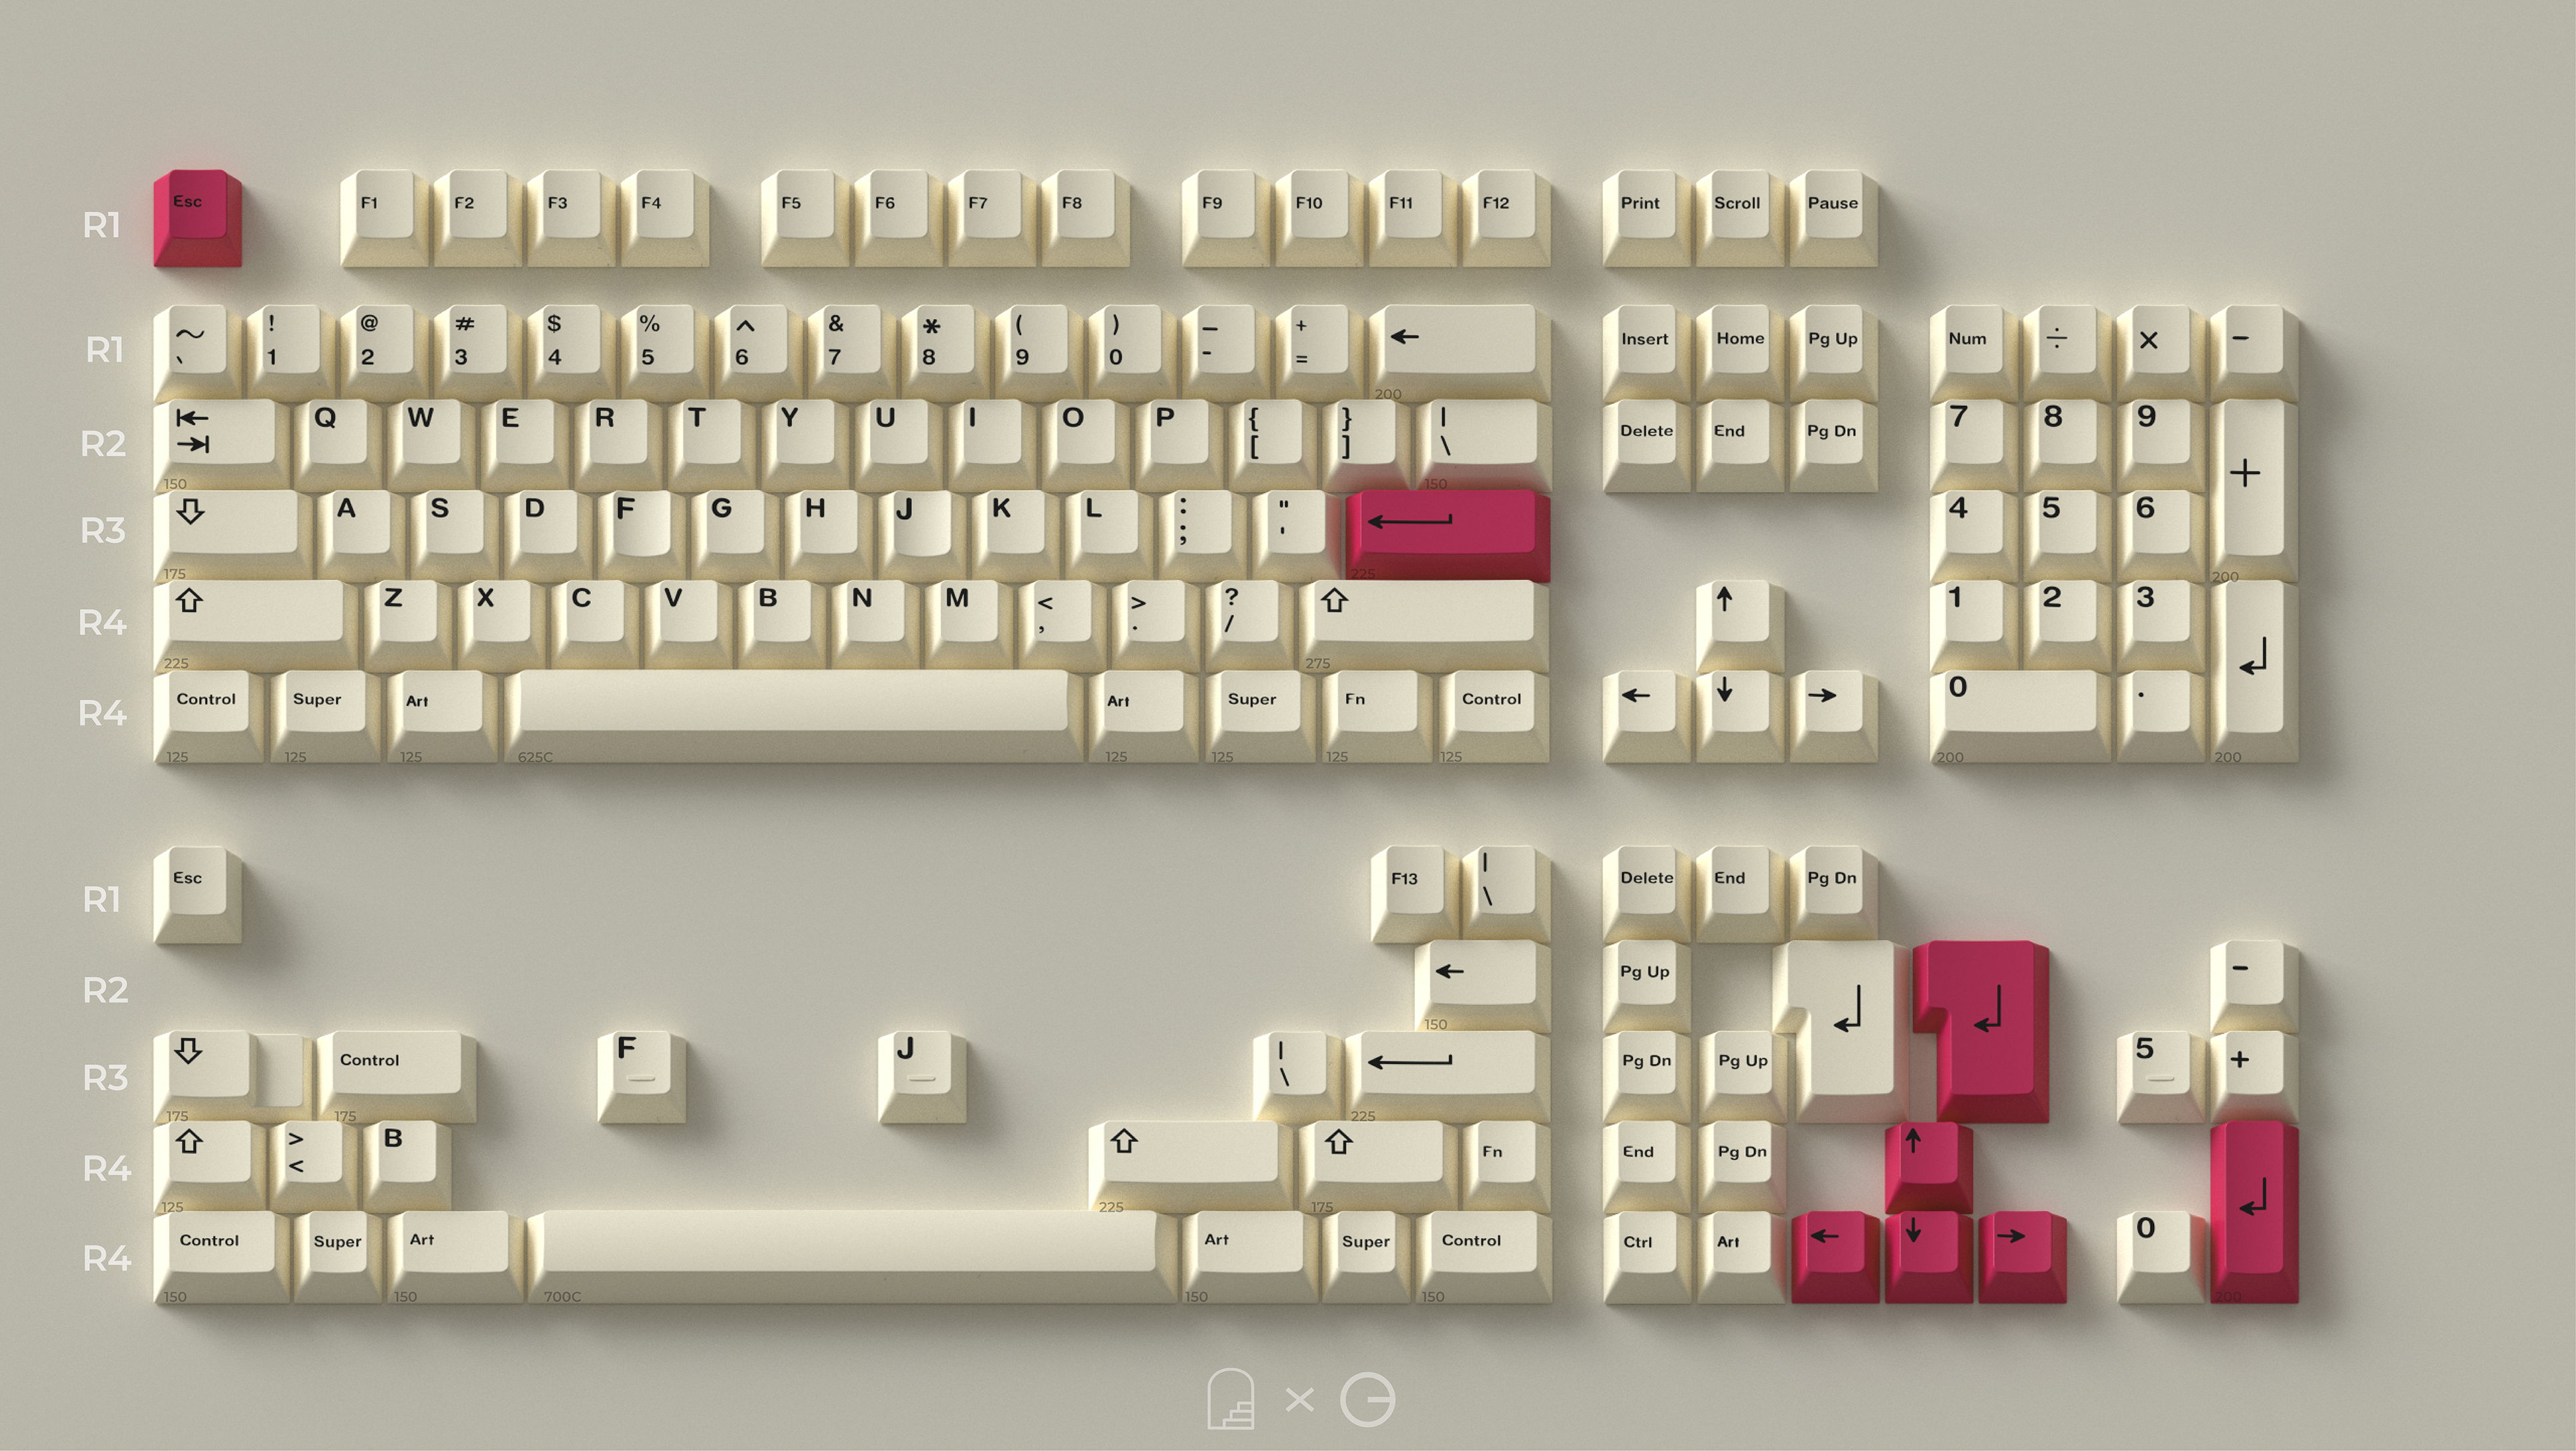 R1 Esc F1 F2 F3 F4 F5 F6 F7 F8 F9 F10 F11 F12 Print Scroll Pause
~ ! @ # $ % ^ & * ( ) _ +
R1 ` 1 2 3 4 5 6 7 8 9 0 - = ← Insert Home Pg Up Num ÷ × -
200
R2 Q W E R T Y U I O P { } | Delete End Pg Dn 7 8 9 +
[ ] \
150 150
R3 A S D F G H J K L : " 4 5 6
; '
175 225 200
R4 Z X C V B N M < > ? ↑ 1 2 3
, . /
225 275
R4 Control Super Art Art Super Fn Control ← ↓ → 0 .
125 125 125 625C 125 125 125 125 200 200
R1 Esc F13 | Delete End Pg Dn
\
R2 ← Pg Up -
150
R3 Control F J | Pg Dn Pg Up 5 +
\
175 175 225
R4 > B Fn End Pg Dn ↑
<
125 225 175
R4 Control Super Art Art Super Control Ctrl Art ← ↓ → 0
150 150 700C 150 150 200